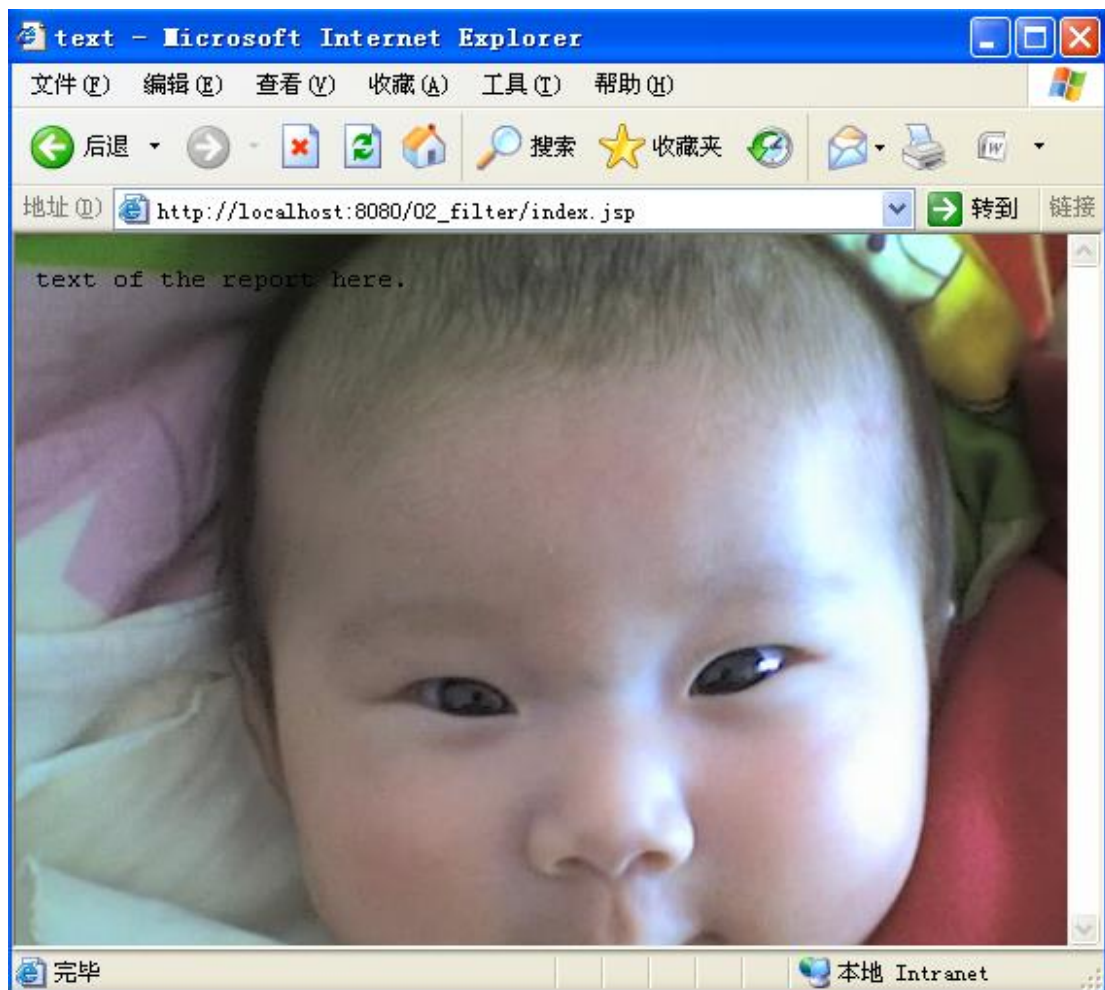 text - Microsoft Internet Explorer
文件(F) 编辑(E) 查看(V) 收藏(A) 工具(T) 帮助(H)
后退 搜索 收藏夹 W
地址(D) http://localhost:8080/02_filter/index.jsp 转到 链接
text of the report here.
完毕 本地 Intranet